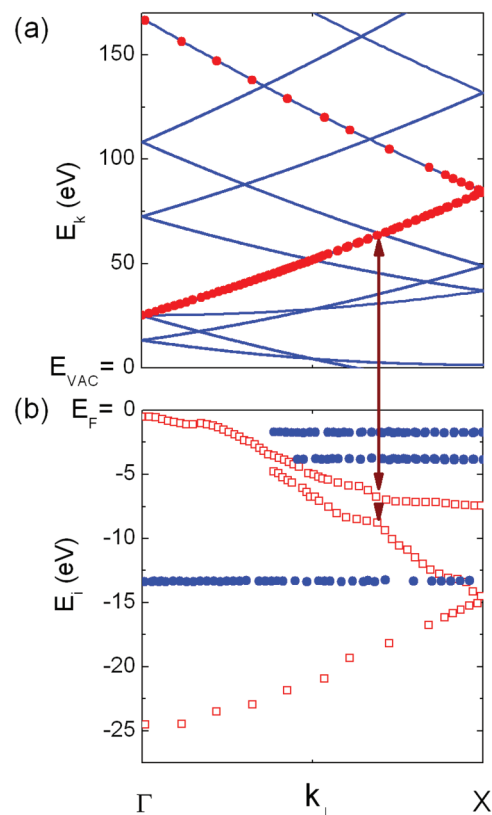 (a)
150
100
50
0
E_k (eV)
E_VAC=
(b)
E_F=
0
-5
-10
-15
-20
-25
E_i (eV)
Γ
k_⊥
X